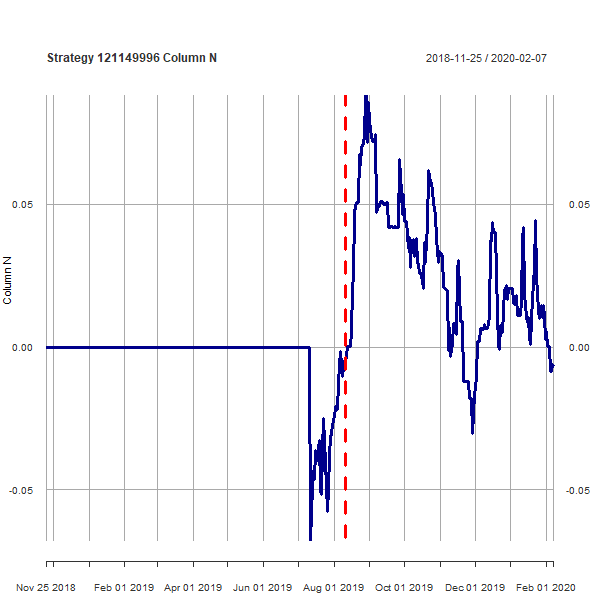 Strategy 121149996 Column N
2018-11-25 / 2020-02-07
0.05
0.05
Column N
0.00
0.00
-0.05
-0.05
Nov 25 2018
Feb 01 2019
Apr 01 2019
Jun 01 2019
Aug 01 2019
Oct 01 2019
Dec 01 2019
Feb 01 2020